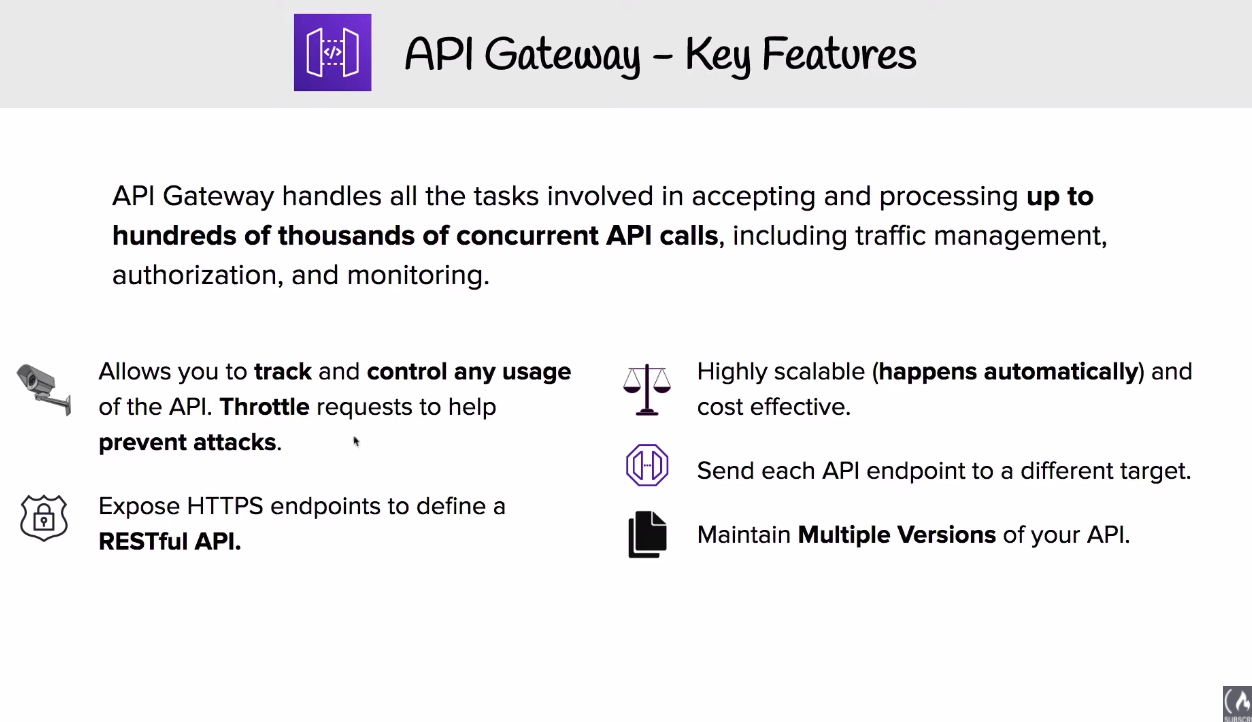 </>
API Gateway – Key Features
API Gateway handles all the tasks involved in accepting and processing up to
hundreds of thousands of concurrent API calls, including traffic management,
authorization, and monitoring.
Allows you to track and control any usage
of the API. Throttle requests to help
prevent attacks.
Expose HTTPS endpoints to define a
RESTful API.
Highly scalable (happens automatically) and
cost effective.
Send each API endpoint to a different target.
Maintain Multiple Versions of your API.